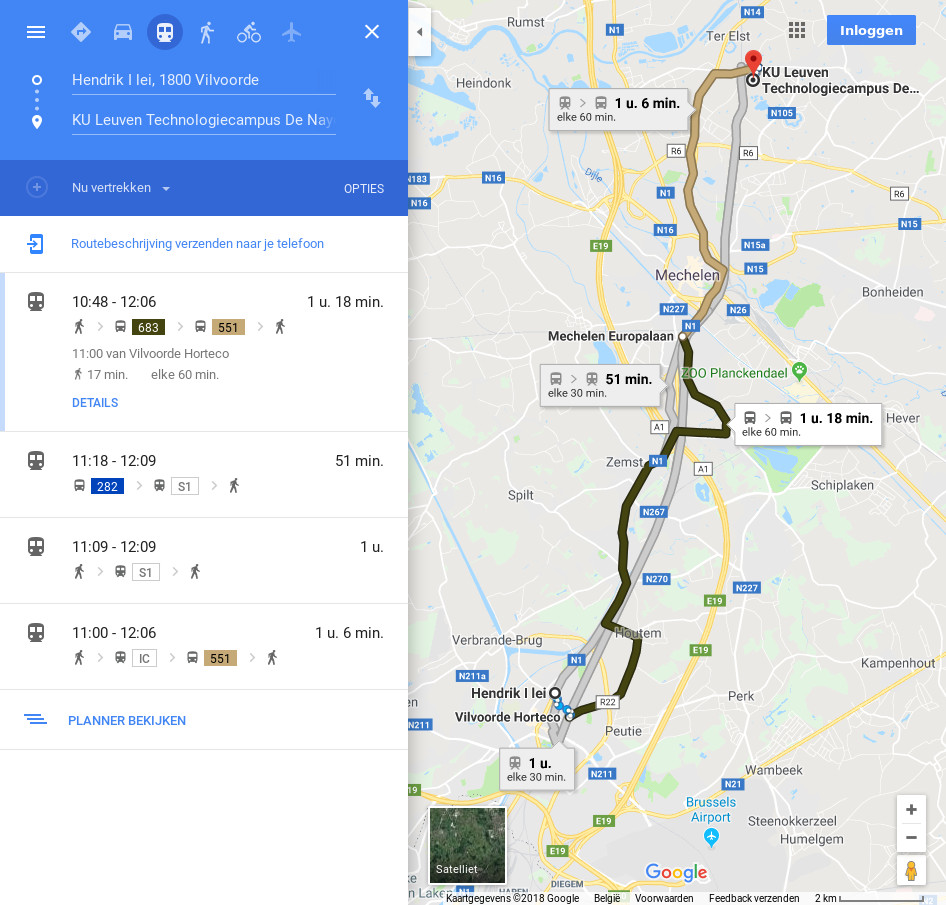 Hendrik I lei, 1800 Vilvoorde
KU Leuven Technologiecampus De Nay
Nu vertrekken
OPTIES
Routebeschrijving verzenden naar je telefoon
10:48 - 12:06 1 u. 18 min.
683 551
11:00 van Vilvoorde Horteco
17 min. elke 60 min.
DETAILS
11:18 - 12:09 51 min.
282 S1
11:09 - 12:09 1 u.
S1
11:00 - 12:06 1 u. 6 min.
IC 551
PLANNER BEKIJKEN
N14
Rumst
N1
Ter Elst
Inloggen
KU Leuven
Technologiecampus De...
Heindonk
1 u. 6 min.
elke 60 min.
N105
R6
R6
Dijle
N183
N16
N1
R6
N16
N16
N15
E19
N15a
N15
Mechelen
Bonheiden
N227
N26
N1
Mechelen Europalaan
ZOO Planckendael
51 min.
elke 30 min.
1 u. 18 min.
elke 60 min.
Hever
A1
Zemst
N1
A1
Schiplaken
Spilt
N267
N270
N227
E19
Houtem
Verbrande-Brug
E19
N1
Kampenhout
N211a
Hendrik I lei
Perk
R22
Vilvoorde Horteco
N211
Peutie
1 u.
elke 30 min.
N211
Wambeek
N21
E19
Brussels
Airport
Steenokkerzeel
E19
Humelgem
E19
Satelliet
Google
DIEGEM
N1
Kaartgegevens ©2018 Google België Voorwaarden Feedback verzenden 2 km